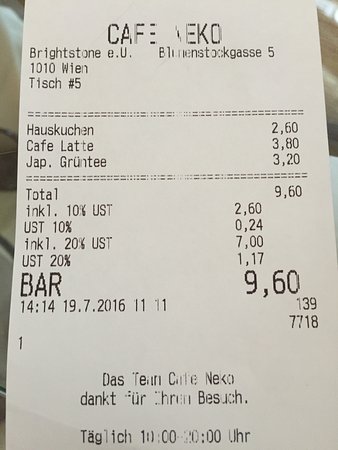 CAFE NEKO
Brightstone e.U. Blumenstockgasse 5
1010 Wien
Tisch #5
Hauskuchen 2,60
Cafe Latte 3,80
Jap. Grüntee 3,20
Total 9,60
inkl. 10% UST 2,60
UST 10% 0,24
inkl. 20% UST 7,00
UST 20% 1,17
BAR 9,60
14:14 19.7.2016 11 11 139
7718
1
Das Team Cafe Neko
dankt für Ihren Besuch.
Täglich 10:00-20:00 Uhr